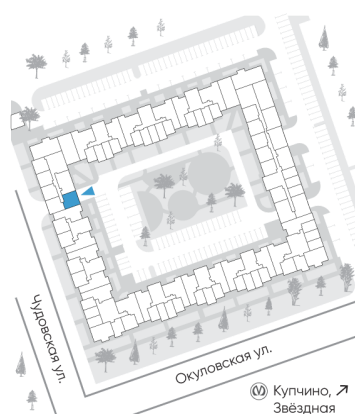 Чудовская ул.
Окуловская ул.
Купчино,
Звёздная